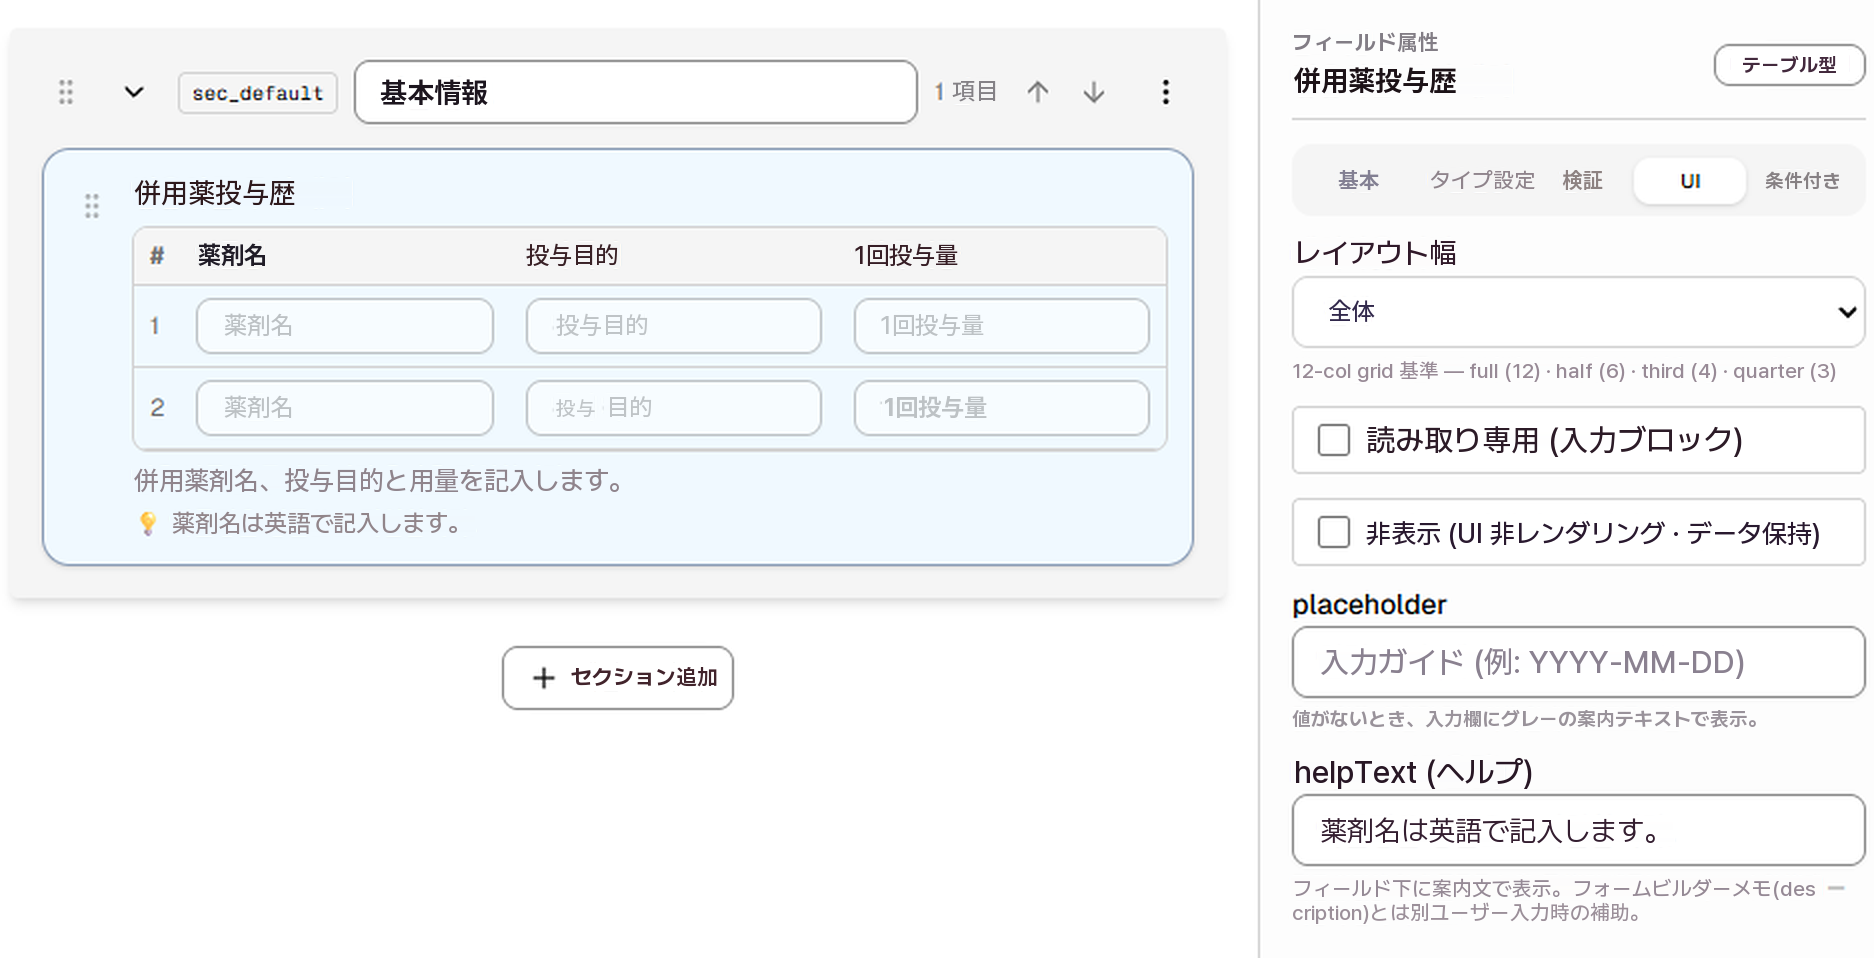 sec_default 基本情報 1 項目
併用薬投与歴
# 薬剤名 投与目的 1回投与量
1 薬剤名 投与目的 1回投与量
2 薬剤名 投与 目的 1回投与量
併用薬剤名、投与目的と用量を記入します。
💡 薬剤名は英語で記入します。
+ セクション追加
フィールド属性
併用薬投与歴
テーブル型
基本 タイプ設定 検証 UI 条件付き
レイアウト幅
全体
12-col grid 基準 — full (12) · half (6) · third (4) · quarter (3)
読み取り専用 (入力ブロック)
非表示 (UI 非レンダリング · データ保持)
placeholder
入力ガイド (例: YYYY-MM-DD)
値がないとき、入力欄にグレーの案内テキストで表示。
helpText (ヘルプ)
薬剤名は英語で記入します。
フィールド下に案内文で表示。フォームビルダーメモ(des
cription)とは別ユーザー入力時の補助。